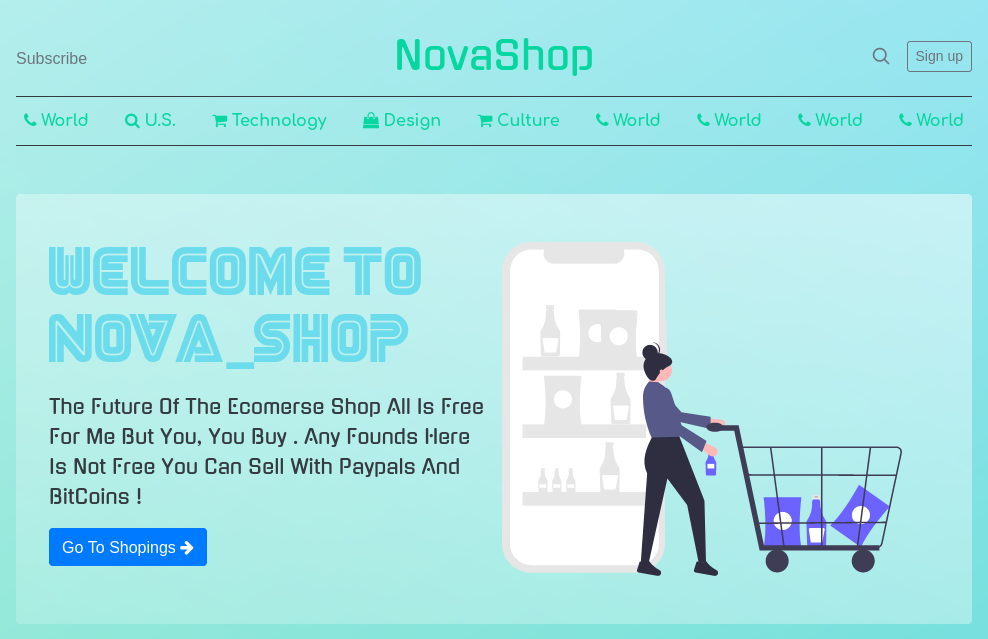 Subscribe
NovaShop
Sign up
World U.S. Technology Design Culture World World World World
WELCOME TO
NOVA_SHOP
The Future Of The Ecomerse Shop All Is Free
For Me But You, You Buy . Any Founds Here
Is Not Free You Can Sell With Paypals And
BitCoins !
Go To Shopings